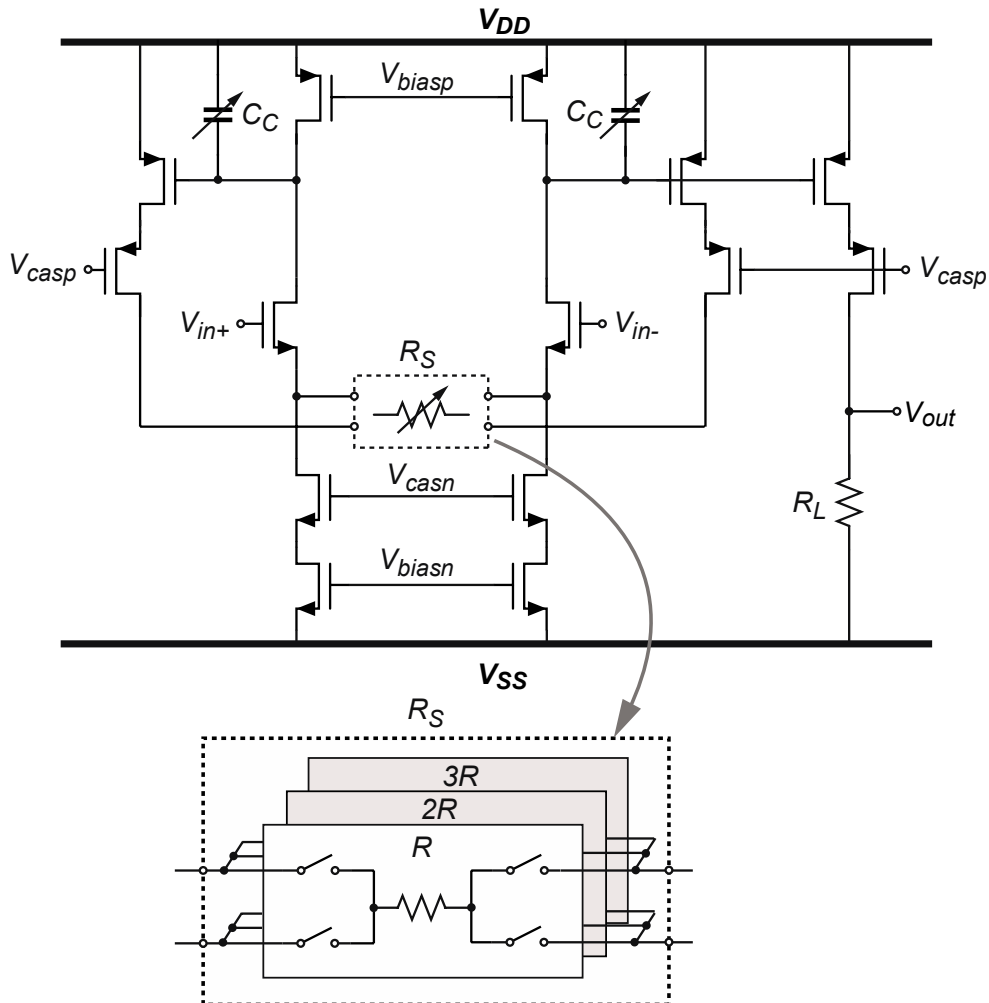 V_DD
V_biasp
C_C
C_C
V_casp
V_casp
V_in+
V_in-
R_S
V_out
V_casn
R_L
V_biasn
V_SS
R_S
3R
2R
R